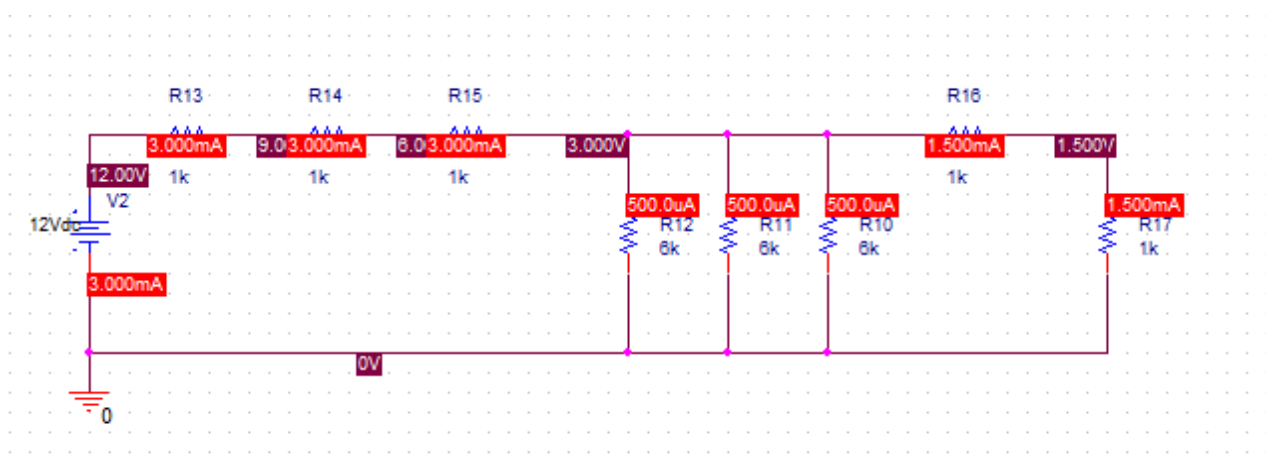 R13 R14 R15 R16
3.000mA 9.0 3.000mA 6.0 3.000mA 3.000V 1.500mA 1.500V
12.00V 1k 1k 1k 1k
V2
500.0uA 500.0uA 500.0uA 1.500mA
12Vdc R12 R11 R10 R17
6k 6k 6k 1k
3.000mA
0V
0